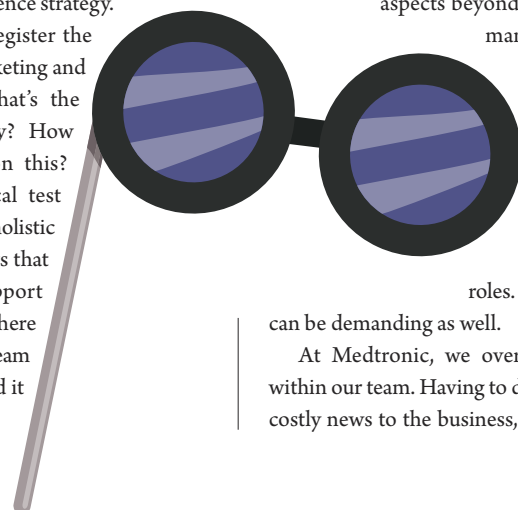 ence strategy.
egister the
keting and
hat’s the
y? How
n this?
cal test
holistic
s that
pport
here
eam
d it
aspects beyond
man
roles.
can be demanding as well.
At Medtronic, we over
within our team. Having to d
costly news to the business,